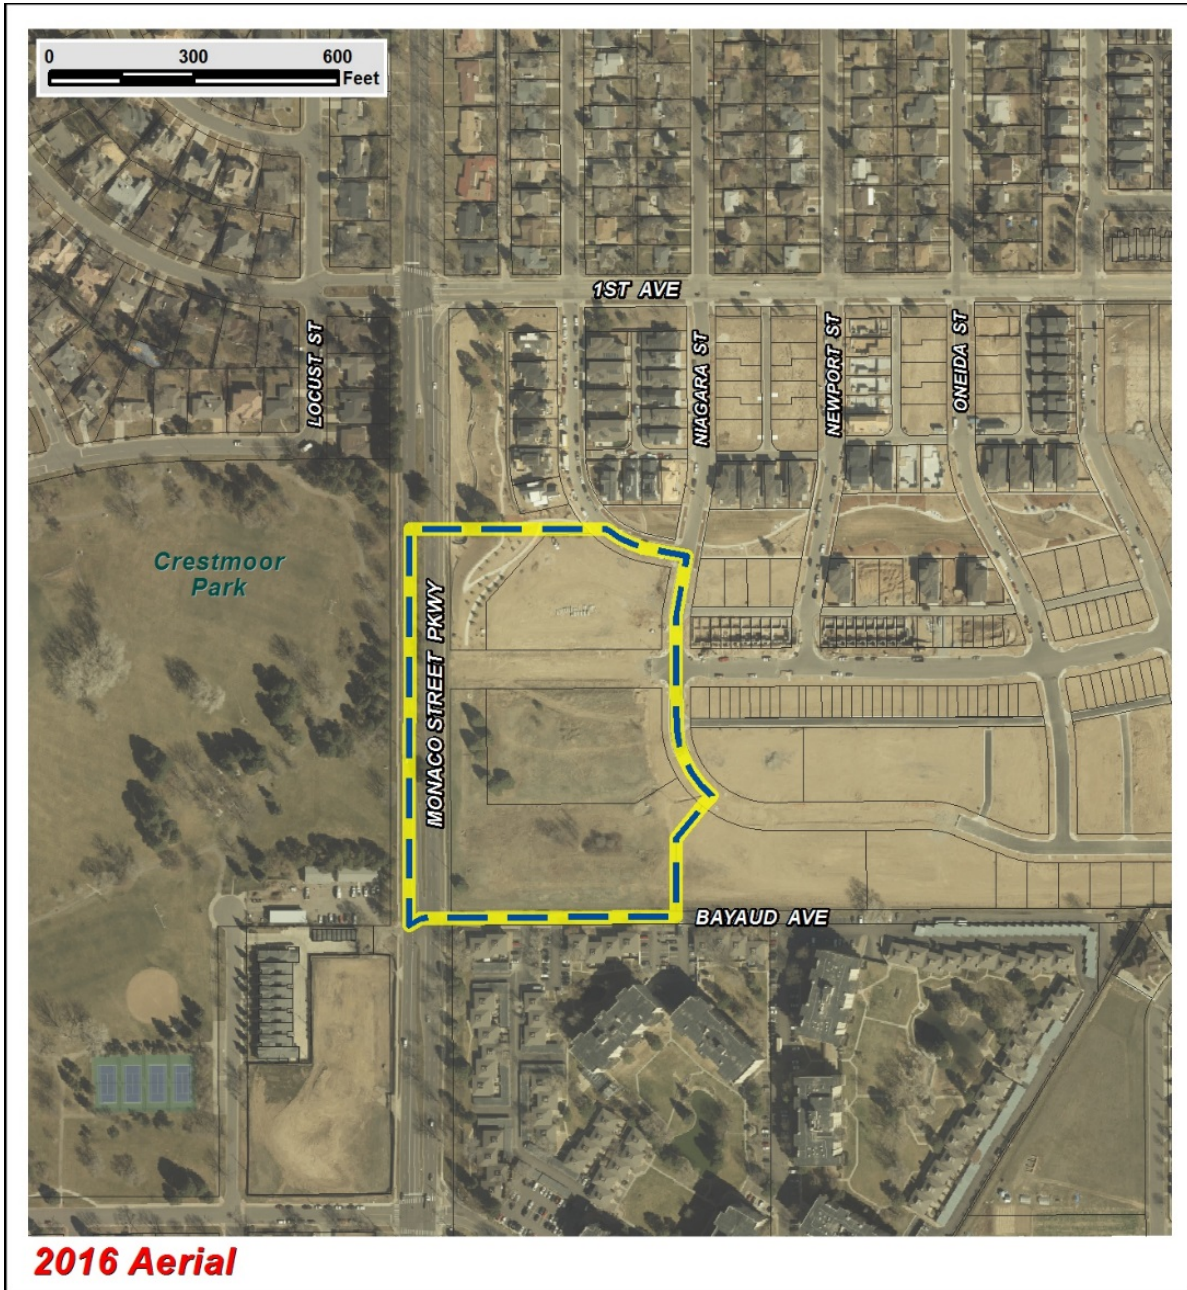 0 300 600
Feet
1ST AVE
LOCUST ST
NIAGARA ST
NEWPORT ST
ONEIDA ST
Crestmoor
Park
MONACO STREET PKWY
BAYAUD AVE
2016 Aerial